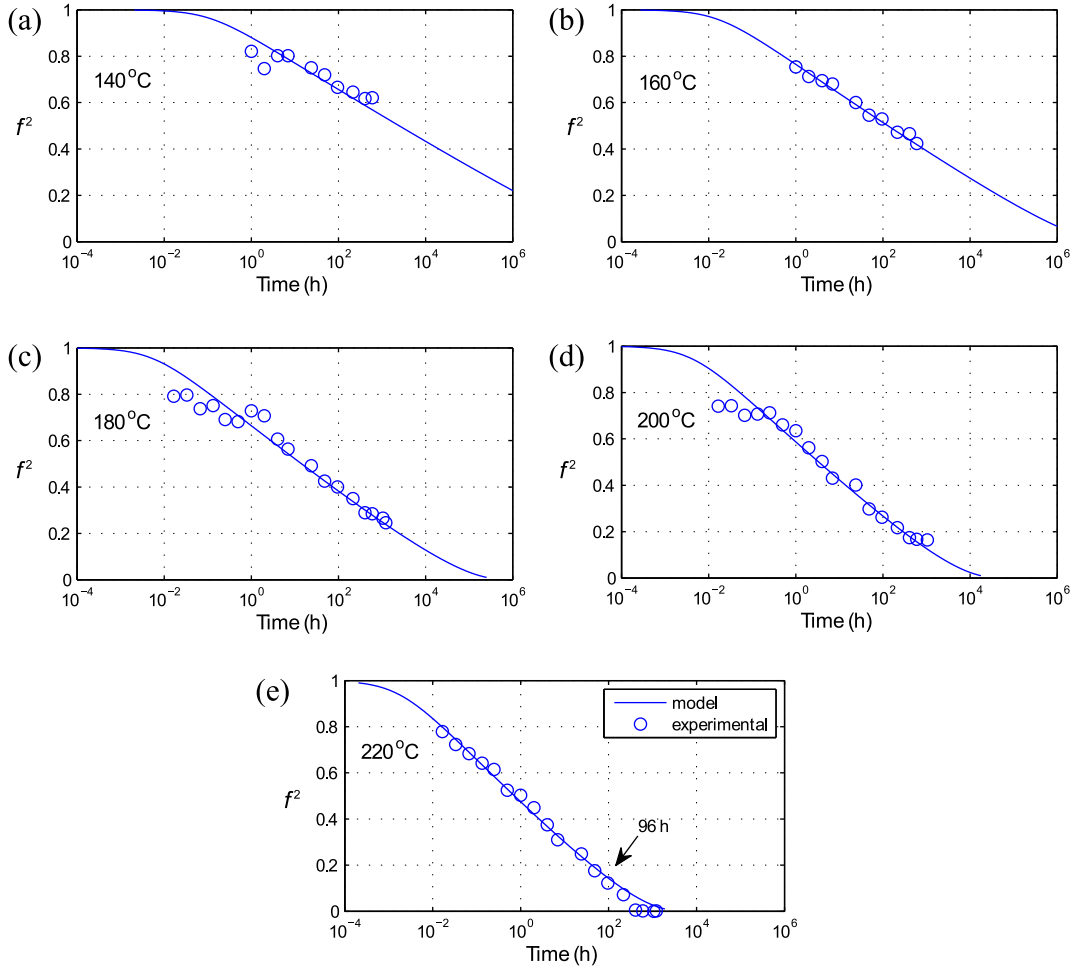 (a)
1
0.8
0.6
0.4
0.2
0
f²
140°C
10⁻⁴ 10⁻² 10⁰ 10² 10⁴ 10⁶
Time (h)
(b)
1
0.8
0.6
0.4
0.2
0
f²
160°C
10⁻⁴ 10⁻² 10⁰ 10² 10⁴ 10⁶
Time (h)
(c)
1
0.8
0.6
0.4
0.2
0
f²
180°C
10⁻⁴ 10⁻² 10⁰ 10² 10⁴ 10⁶
Time (h)
(d)
1
0.8
0.6
0.4
0.2
0
f²
200°C
10⁻⁴ 10⁻² 10⁰ 10² 10⁴ 10⁶
Time (h)
(e)
1
0.8
0.6
0.4
0.2
0
f²
220°C
model
experimental
96 h
10⁻⁴ 10⁻² 10⁰ 10² 10⁴ 10⁶
Time (h)